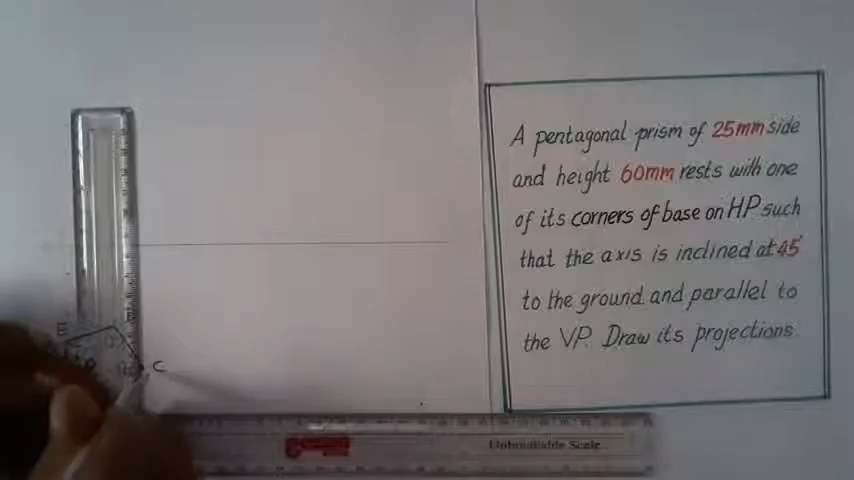 A pentagonal prism of 25mm side
and height 60mm rests with one
of its corners of base on HP such
that the axis is inclined at 45°
to the ground and parallel to
the VP. Draw its projections.
E
C
Unbreakable Scale